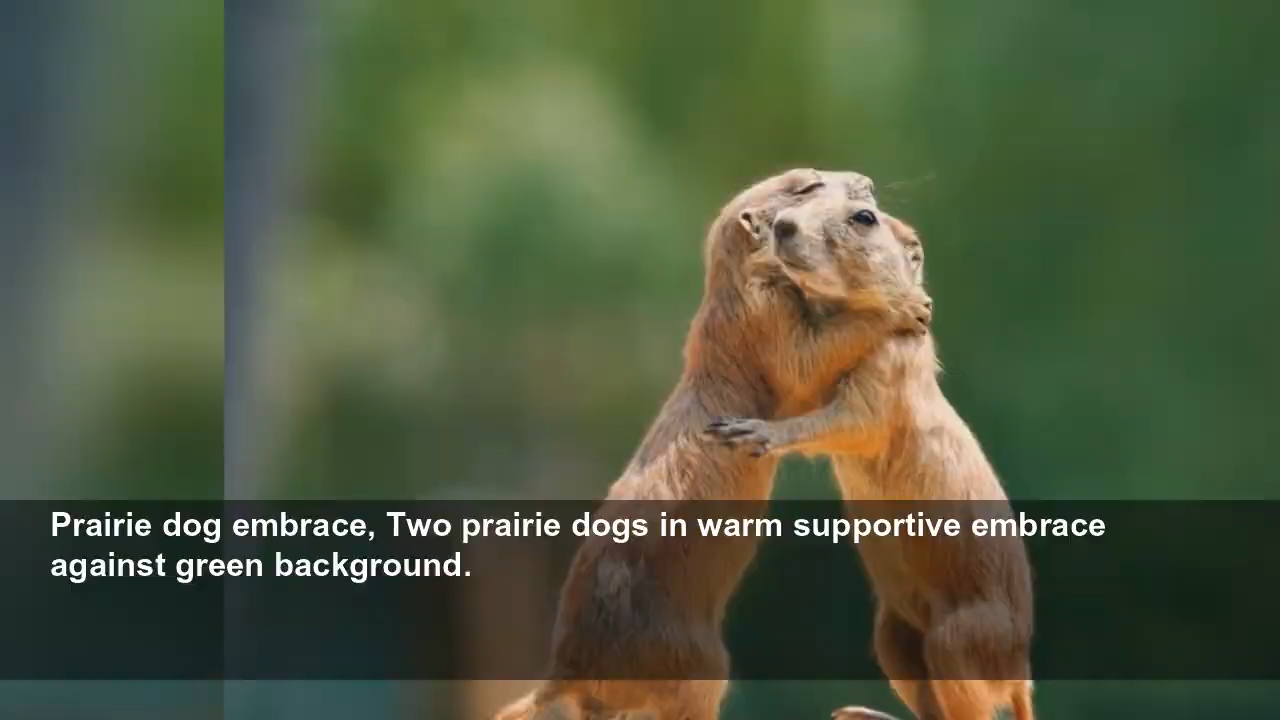 Prairie dog embrace, Two prairie dogs in warm supportive embrace
against green background.